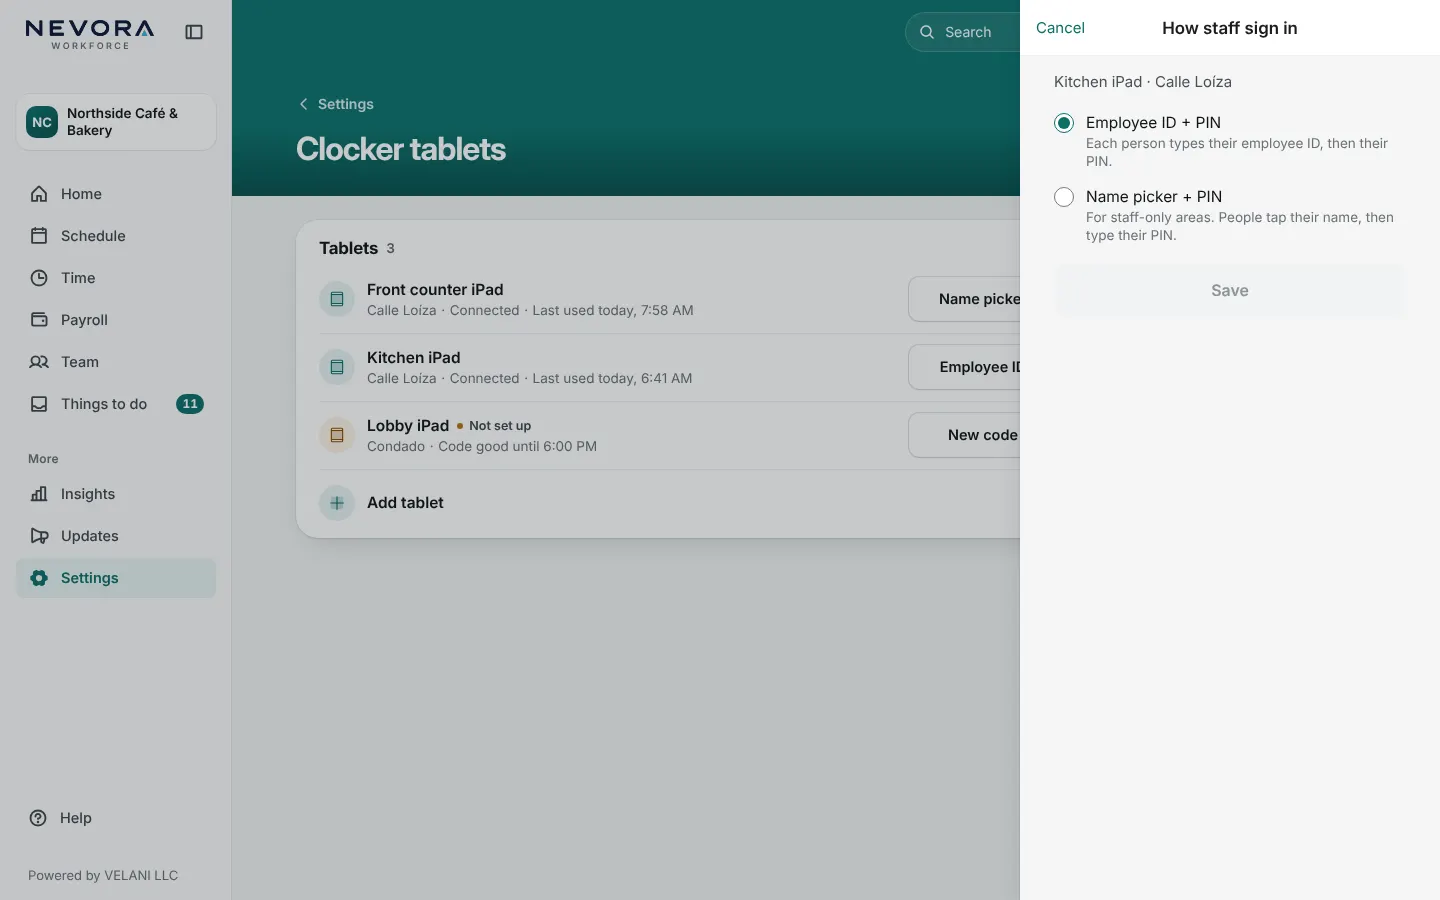 NEVORA
WORKFORCE
NC
Northside Café &
Bakery
Home
Schedule
Time
Payroll
Team
Things to do 11
More
Insights
Updates
Settings
Help
Powered by VELANI LLC
Search
Settings
Clocker tablets
Tablets 3
Front counter iPad
Calle Loíza · Connected · Last used today, 7:58 AM
Name picke
Kitchen iPad
Calle Loíza · Connected · Last used today, 6:41 AM
Employee ID
Lobby iPad • Not set up
Condado · Code good until 6:00 PM
New code
Add tablet
Cancel
How staff sign in
Kitchen iPad · Calle Loíza
Employee ID + PIN
Each person types their employee ID, then their
PIN.
Name picker + PIN
For staff-only areas. People tap their name, then
type their PIN.
Save